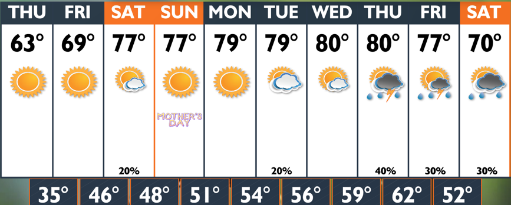 THU FRI SAT SUN MON TUE WED THU FRI SAT
63° 69° 77° 77° 79° 79° 80° 80° 77° 70°
MOTHER'S
DAY
20% 20% 40% 30% 30%
35° 46° 48° 51° 54° 56° 59° 62° 52°